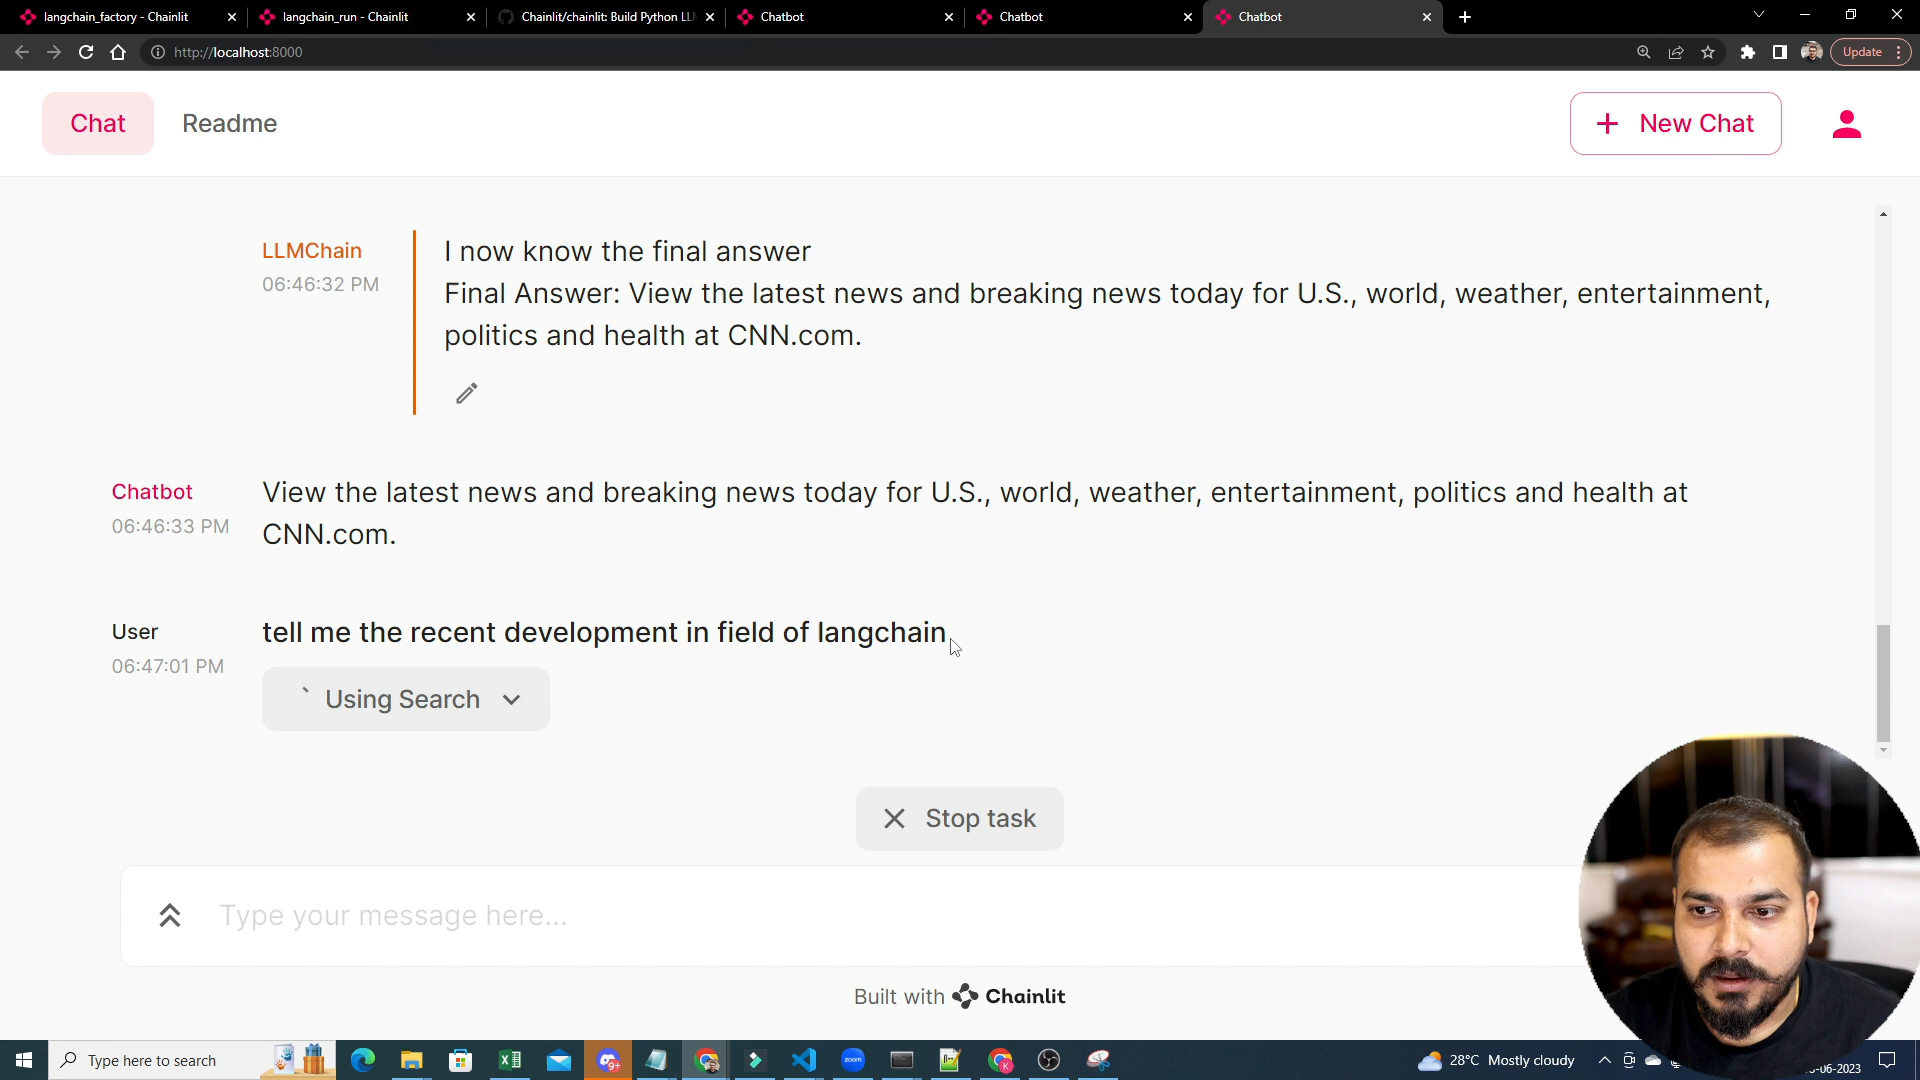 langchain_factory - Chainlit
langchain_run - Chainlit
Chainlit/chainlit: Build Python LL
Chatbot
Chatbot
Chatbot
http://localhost:8000
Update
Chat
Readme
New Chat
LLMChain
06:46:32 PM
I now know the final answer
Final Answer: View the latest news and breaking news today for U.S., world, weather, entertainment,
politics and health at CNN.com.
Chatbot
06:46:33 PM
View the latest news and breaking news today for U.S., world, weather, entertainment, politics and health at
CNN.com.
User
06:47:01 PM
tell me the recent development in field of langchain
Using Search
Stop task
Type your message here...
Built with Chainlit
Type here to search
9+
zoom
K
28°C Mostly cloudy
-06-2023